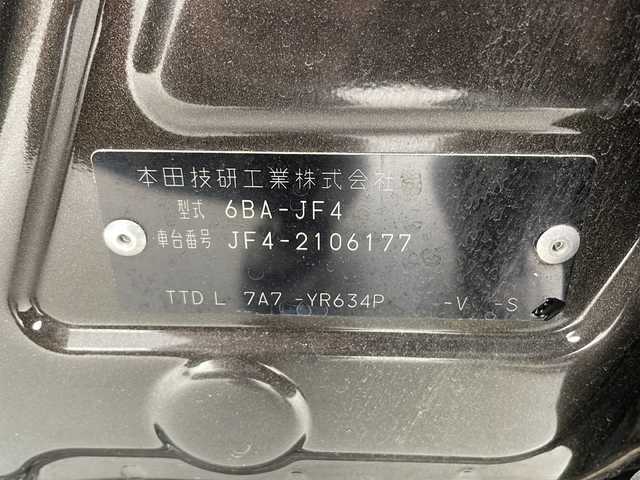 本田技研工業株式会社
型式 6BA-JF4
車台番号 JF4-2106177
TTD L 7A7 -YR634P -V -S